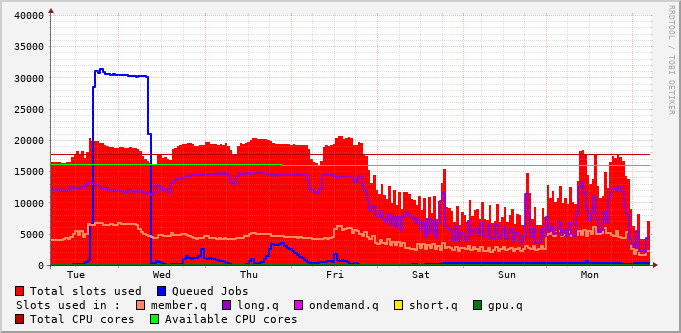 RRDTOOL / TOBI OETIKER
40000
35000
30000
25000
20000
15000
10000
5000
0
Tue Wed Thu Fri Sat Sun Mon
Total slots used Queued Jobs
Slots used in : member.q long.q ondemand.q short.q gpu.q
Total CPU cores Available CPU cores